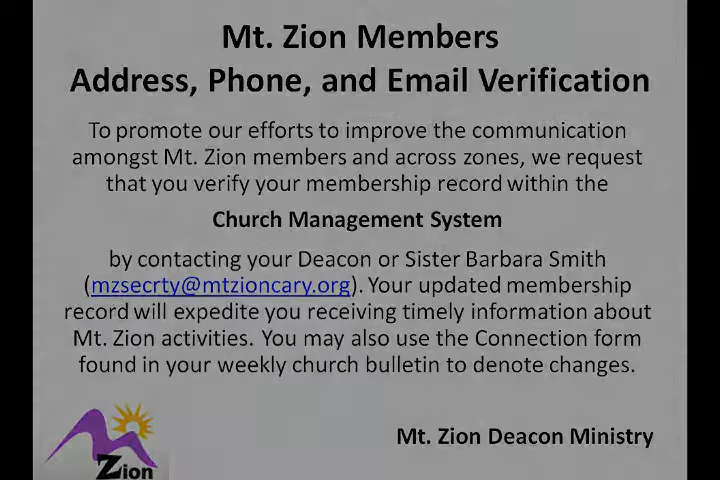 Mt. Zion Members
Address, Phone, and Email Verification
To promote our efforts to improve the communication
amongst Mt. Zion members and across zones, we request
that you verify your membership record within the
Church Management System
by contacting your Deacon or Sister Barbara Smith
(mzsecrty@mtzioncary.org). Your updated membership
record will expedite you receiving timely information about
Mt. Zion activities. You may also use the Connection form
found in your weekly church bulletin to denote changes.
Mt. Zion Deacon Ministry
Zion